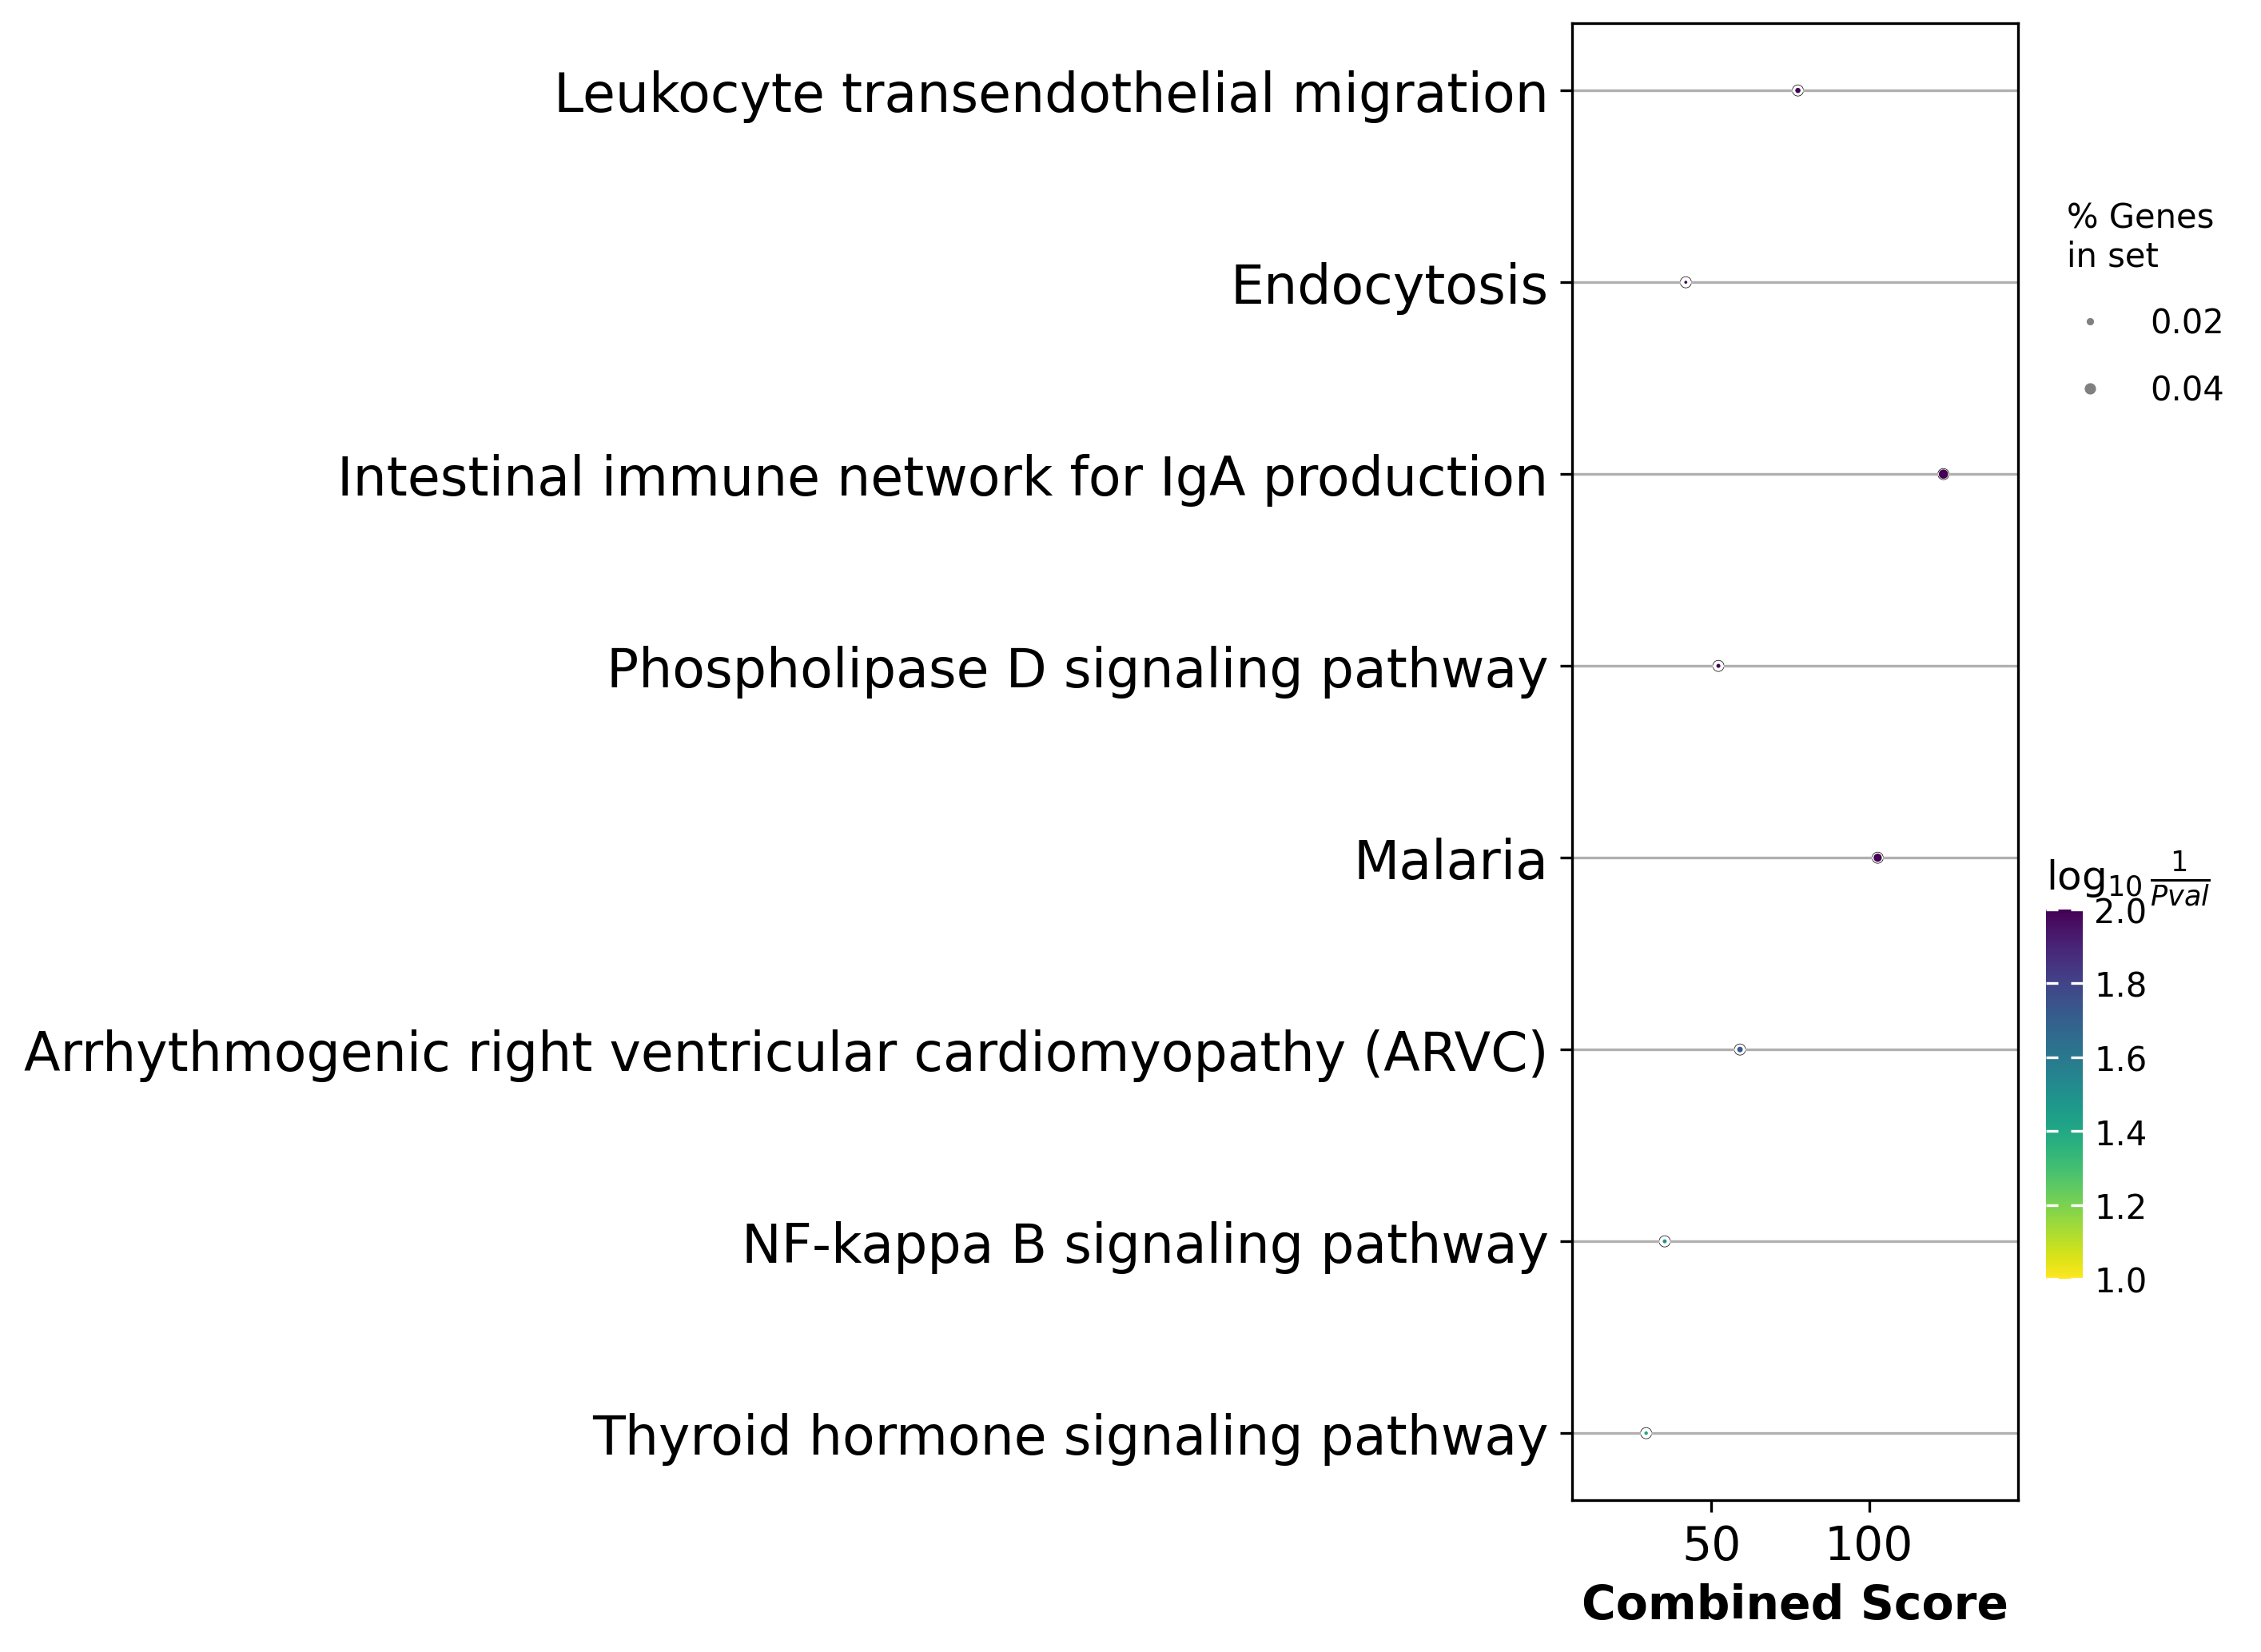 Leukocyte transendothelial migration
Endocytosis
Intestinal immune network for IgA production
Phospholipase D signaling pathway
Malaria
Arrhythmogenic right ventricular cardiomyopathy (ARVC)
NF-kappa B signaling pathway
Thyroid hormone signaling pathway
50 100
Combined Score
% Genes
in set
0.02
0.04
log₁₀ 1/Pval
2.0
1.8
1.6
1.4
1.2
1.0